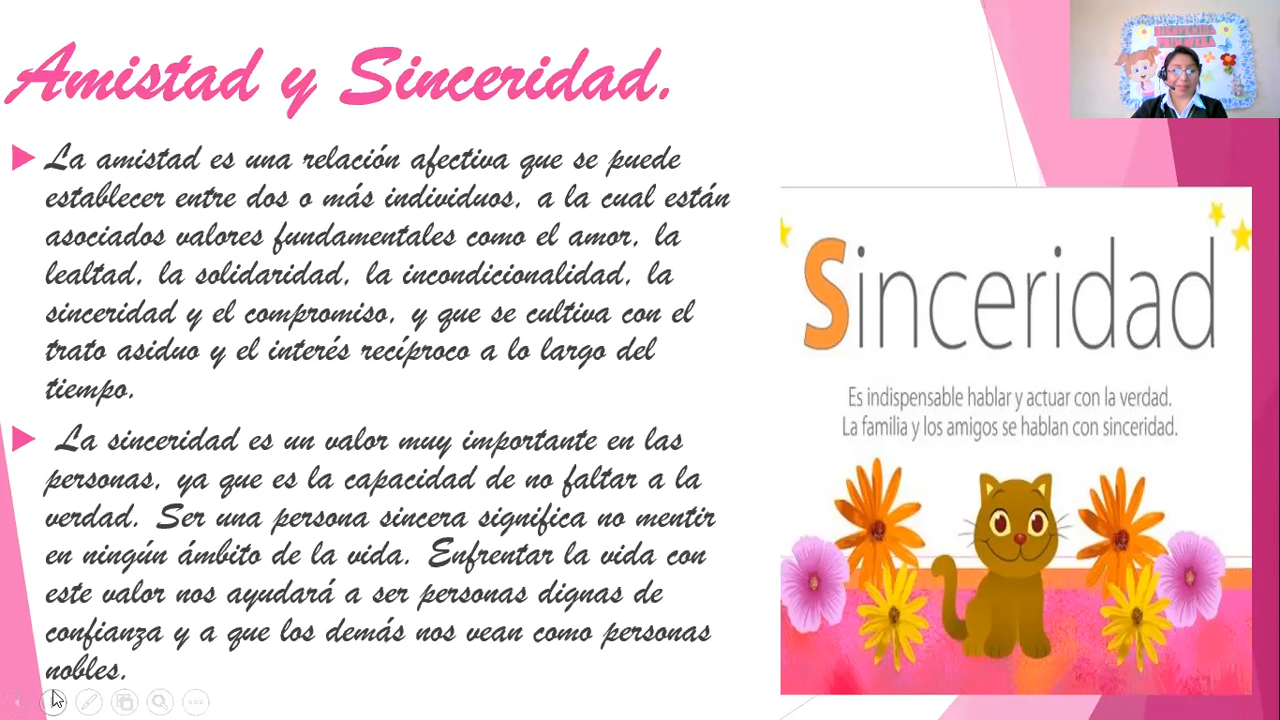 Amistad y Sinceridad.
La amistad es una relación afectiva que se puede
establecer entre dos o más individuos, a la cual están
asociados valores fundamentales como el amor, la
lealtad, la solidaridad, la incondicionalidad, la
sinceridad y el compromiso, y que se cultiva con el
trato asiduo y el interés recíproco a lo largo del
tiempo.
La sinceridad es un valor muy importante en las
personas, ya que es la capacidad de no faltar a la
verdad. Ser una persona sincera significa no mentir
en ningún ámbito de la vida. Enfrentar la vida con
este valor nos ayudará a ser personas dignas de
confianza y a que los demás nos vean como personas
nobles.
BIENVENIDA
PRIMAVERA
Sinceridad
Es indispensable hablar y actuar con la verdad.
La familia y los amigos se hablan con sinceridad.